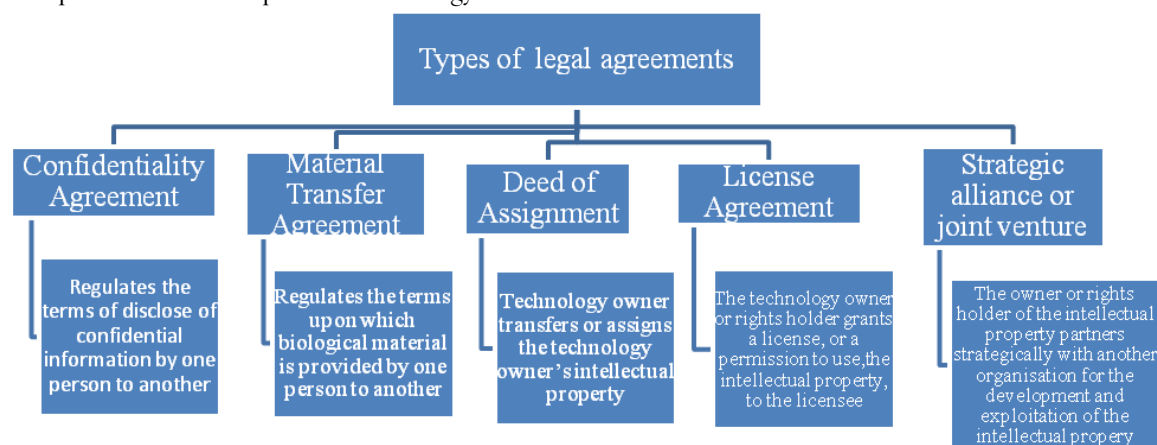 Types of legal agreements
Confidentiality
Agreement
Material
Transfer
Agreement
Deed of
Assignment
License
Agreement
Strategic
alliance or
joint venture
Regulates the
terms of disclose of
confidential
information by one
person to another
Regulates the terms
upon which
biological material
is provided by one
person to another
Technology owner
transfers or assigns
the technology
owner’s intellectual
property
The technology owner
or rights holder grants
a license, or a
permission to use,the
intellectual property,
to the licensee
The owner or rights
holder of the intellectual
property partners
strategically with another
organisation for the
development and
exploitation of the
intellectual propery